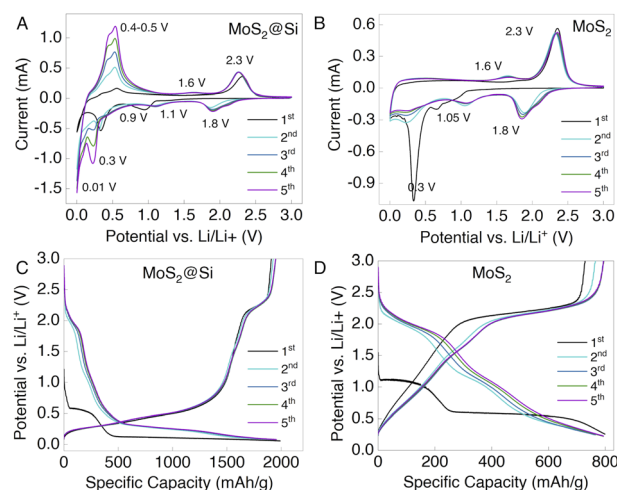 A
MoS2@Si
1.0
0.5
0.0
-0.5
-1.0
-1.5
Current (mA)
0.4-0.5 V
2.3 V
1.6 V
0.9 V
1.1 V
1.8 V
0.3 V
0.01 V
1st
2nd
3rd
4th
5th
0.0 0.5 1.0 1.5 2.0 2.5 3.0
Potential vs. Li/Li+ (V)
B
MoS2
0.6
0.3
0.0
-0.3
-0.6
-0.9
Current (mA)
2.3 V
1.6 V
1.05 V
1.8 V
0.3 V
1st
2nd
3rd
4th
5th
0.0 0.5 1.0 1.5 2.0 2.5 3.0
Potential vs. Li/Li+ (V)
C
MoS2@Si
3.0
2.5
2.0
1.5
1.0
0.5
0.0
Potential vs. Li/Li+ (V)
1st
2nd
3rd
4th
5th
0 500 1000 1500 2000
Specific Capacity (mAh/g)
D
MoS2
3.0
2.5
2.0
1.5
1.0
0.5
0.0
Potential vs. Li/Li+ (V)
1st
2nd
3rd
4th
5th
0 200 400 600 800
Specific Capacity (mAh/g)